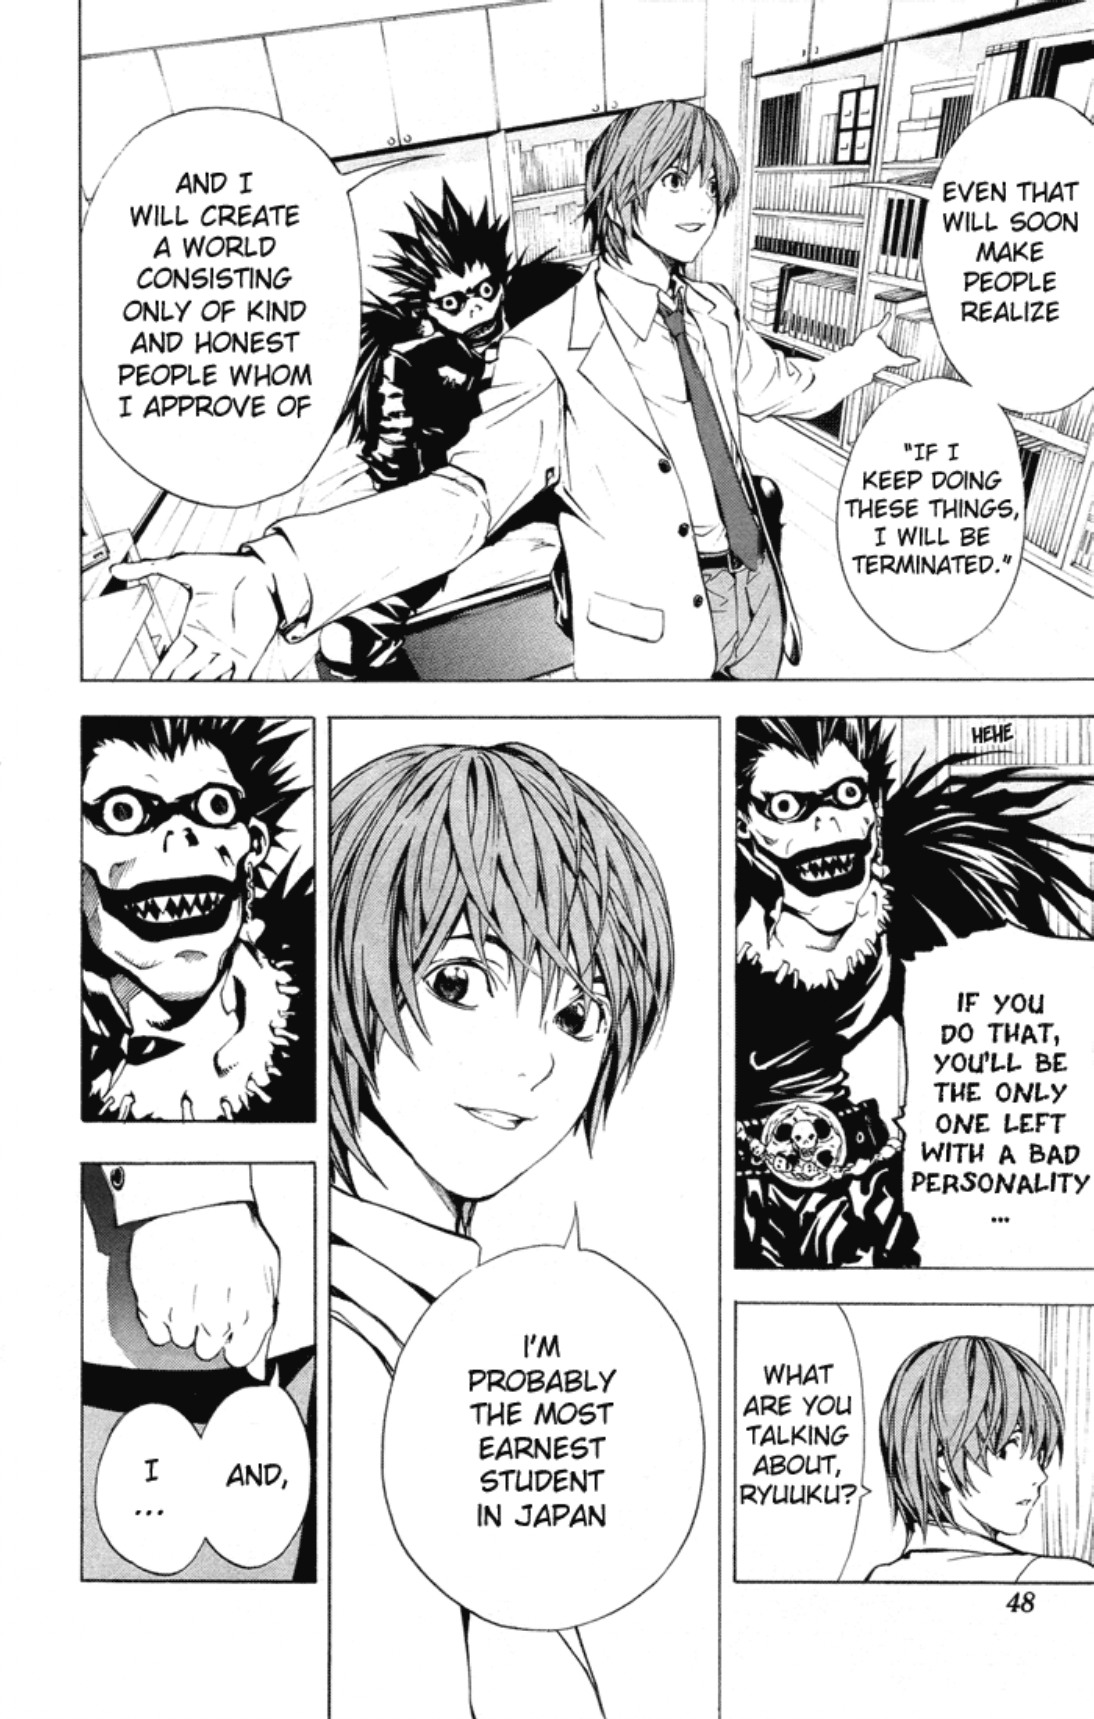 EVEN THAT
WILL SOON
MAKE
PEOPLE
REALIZE
"IF I
KEEP DOING
THESE THINGS,
I WILL BE
TERMINATED."
AND I
WILL CREATE
A WORLD
CONSISTING
ONLY OF KIND
AND HONEST
PEOPLE WHOM
I APPROVE OF
HEHE
IF YOU
DO THAT,
YOU'LL BE
THE ONLY
ONE LEFT
WITH A BAD
PERSONALITY
...
WHAT
ARE YOU
TALKING
ABOUT,
RYUUKU?
I'M
PROBABLY
THE MOST
EARNEST
STUDENT
IN JAPAN
AND,
I
...
48